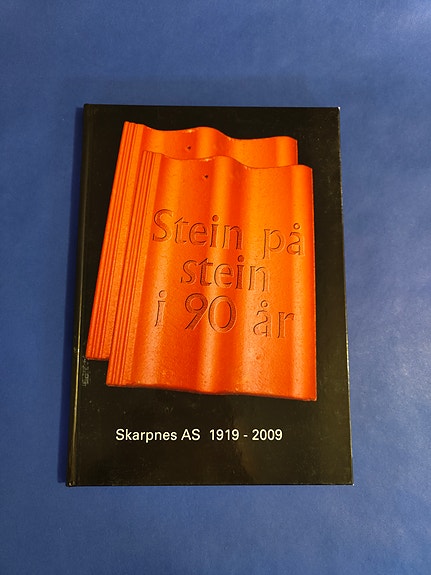 Stein på
stein
i 90 år
Skarpnes AS 1919 - 2009